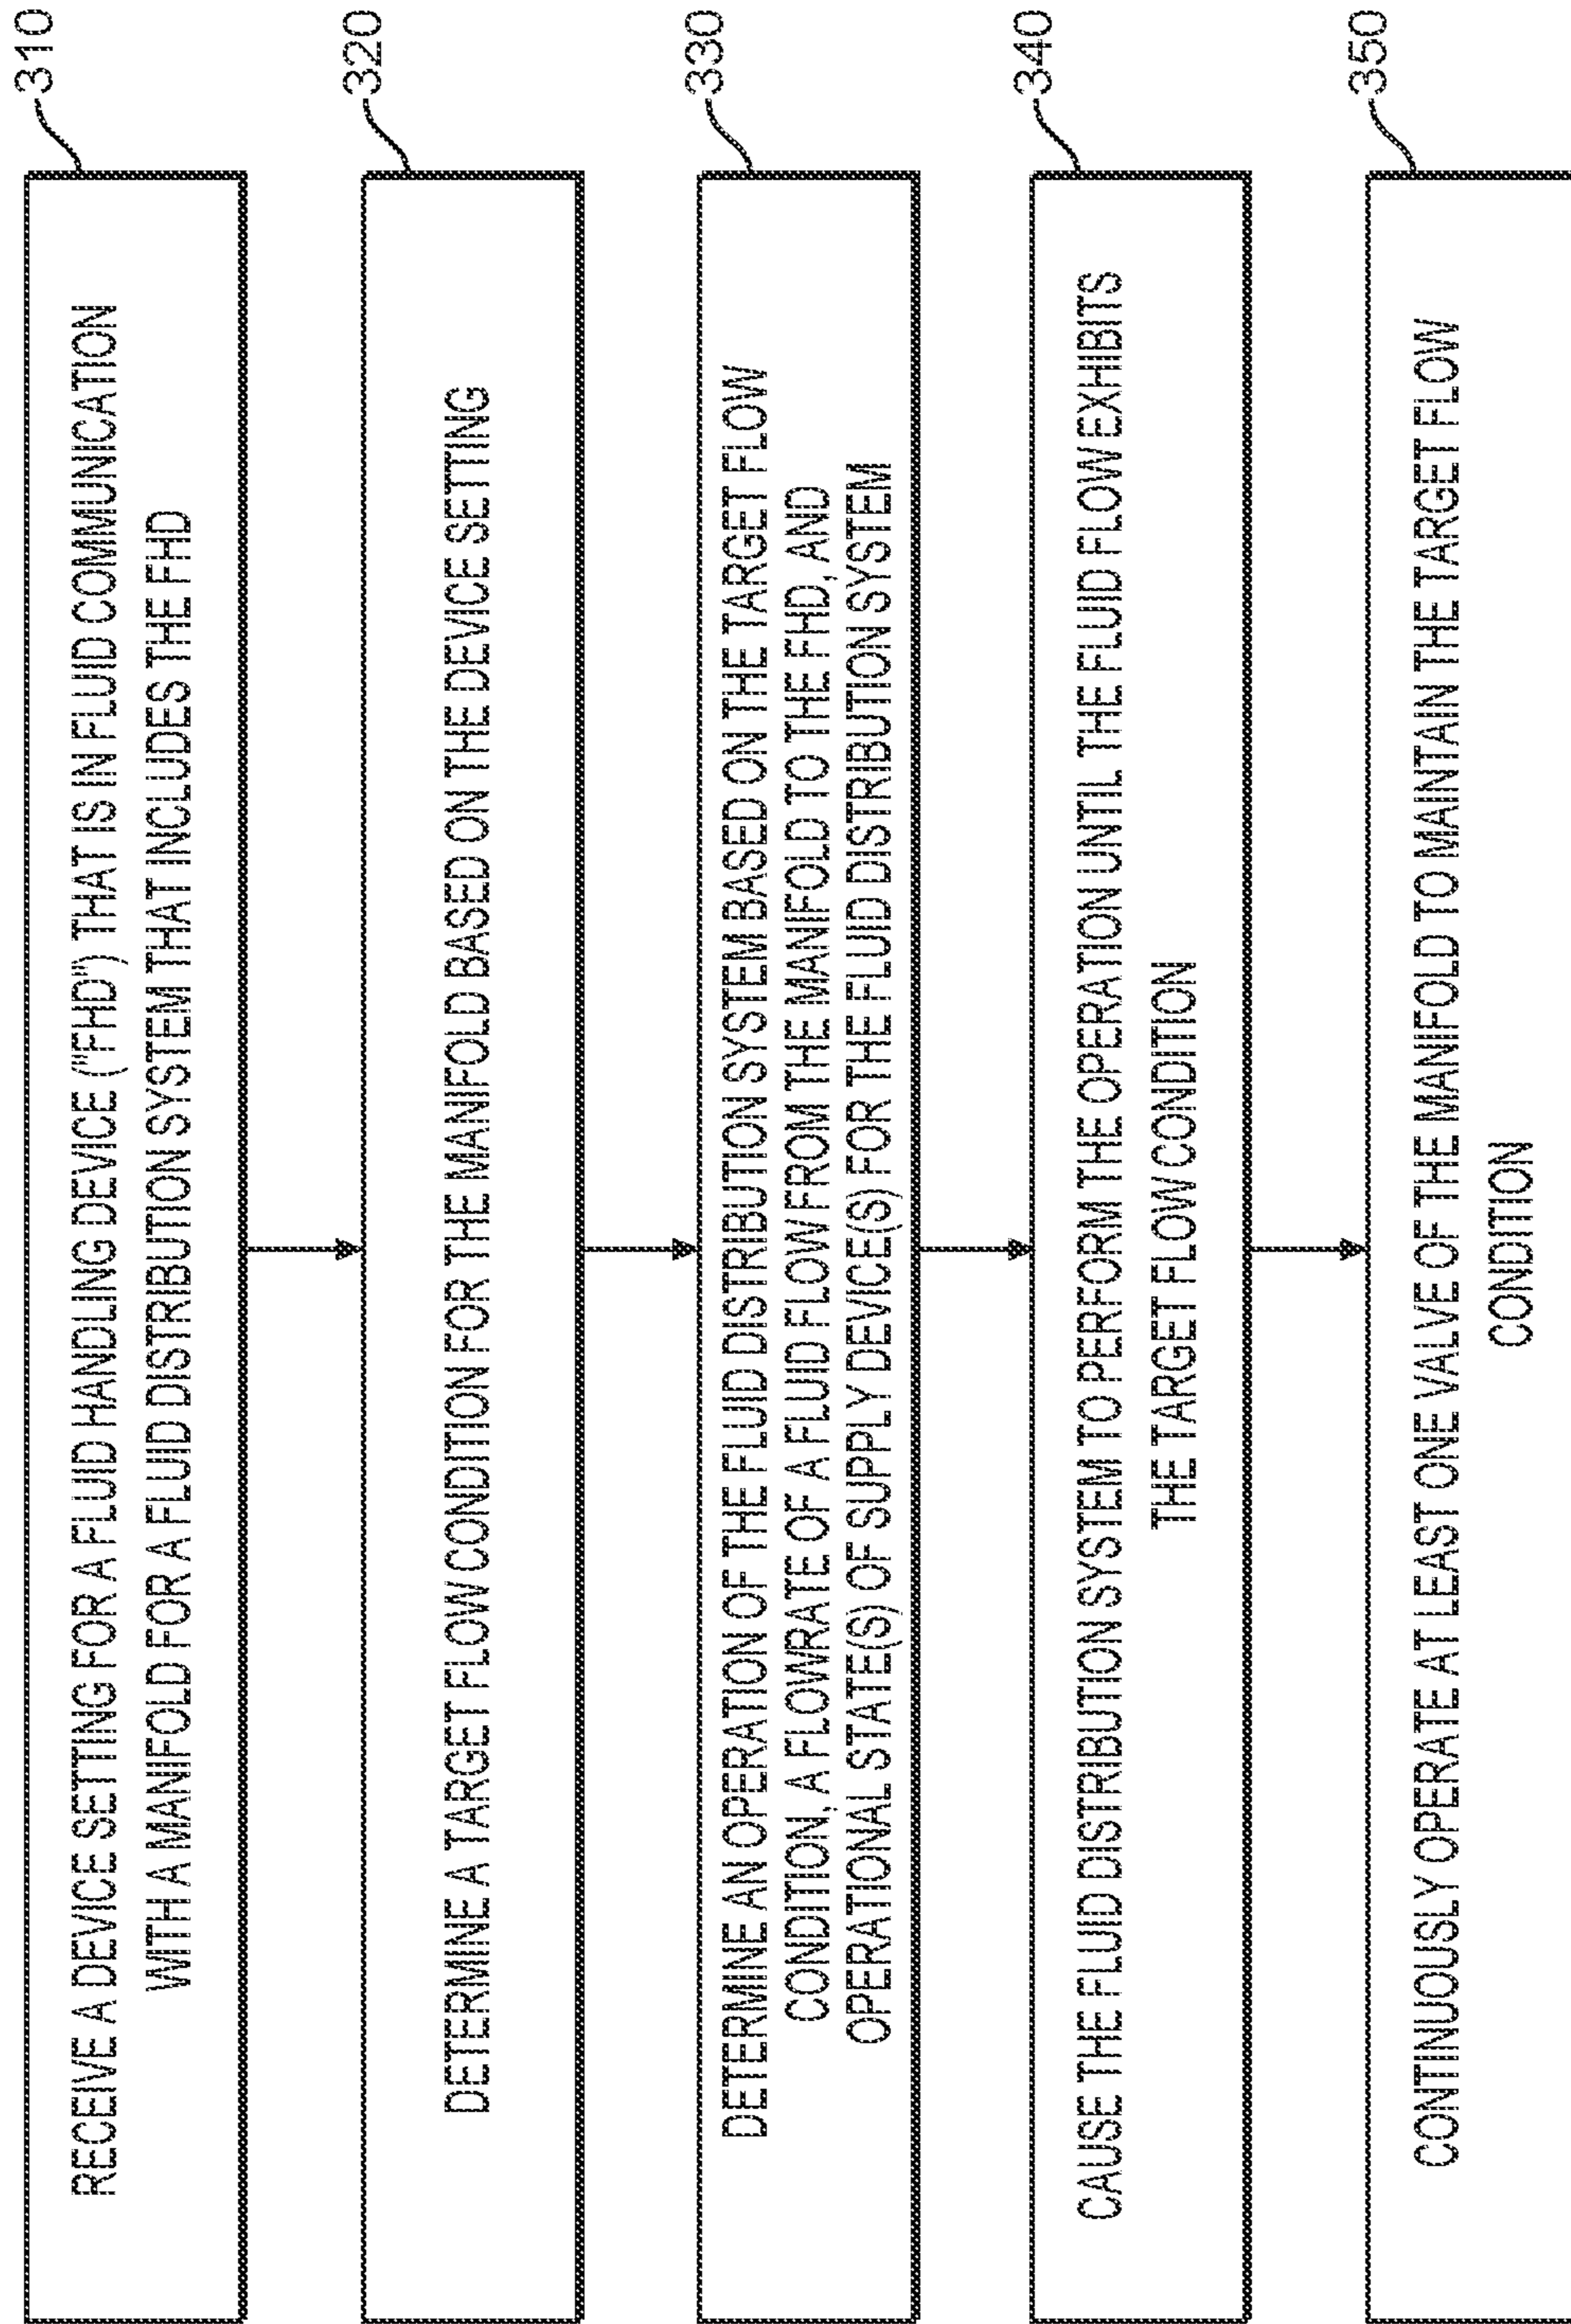 310
RECEIVE A DEVICE SETTING FOR A FLUID HANDLING DEVICE ("FHD") THAT IS IN FLUID COMMUNICATION
WITH A MANIFOLD FOR A FLUID DISTRIBUTION SYSTEM THAT INCLUDES THE FHD
320
DETERMINE A TARGET FLOW CONDITION FOR THE MANIFOLD BASED ON THE DEVICE SETTING
330
DETERMINE AN OPERATION OF THE FLUID DISTRIBUTION SYSTEM BASED ON THE TARGET FLOW
CONDITION, A FLOWRATE OF A FLUID FLOW FROM THE MANIFOLD TO THE FHD, AND
OPERATIONAL STATE(S) OF SUPPLY DEVICE(S) FOR THE FLUID DISTRIBUTION SYSTEM
340
CAUSE THE FLUID DISTRIBUTION SYSTEM TO PERFORM THE OPERATION UNTIL THE FLUID FLOW EXHIBITS
THE TARGET FLOW CONDITION
350
CONTINUOUSLY OPERATE AT LEAST ONE VALVE OF THE MANIFOLD TO MAINTAIN THE TARGET FLOW
CONDITION